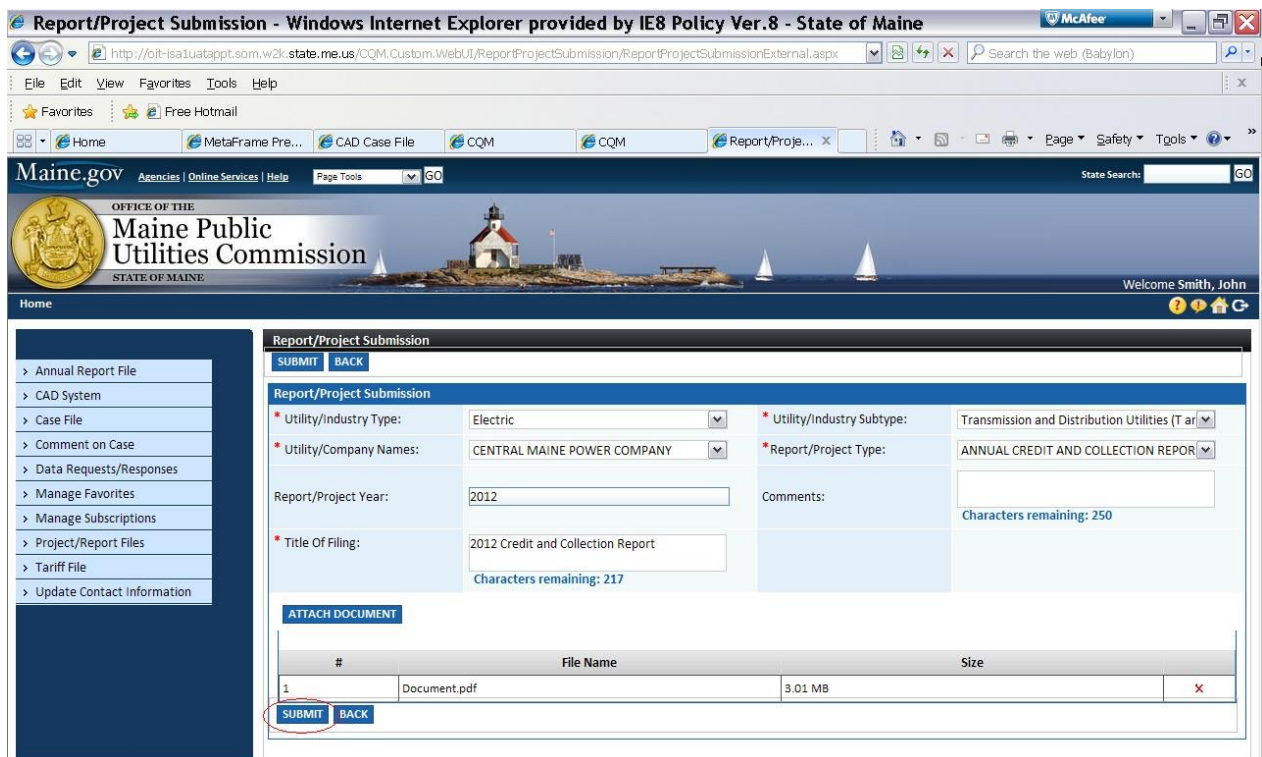 Report/Project Submission - Windows Internet Explorer provided by IE8 Policy Ver.8 - State of Maine
McAfee
http://oit-isa1uatappt.som.w2k.state.me.us/CQM.Custom.WebUI/ReportProjectSubmission/ReportProjectSubmissionExternal.aspx
Search the web (Babylon)
File Edit View Favorites Tools Help
Favorites Free Hotmail
Home MetaFrame Pre... CAD Case File CQM CQM Report/Proje... X Page Safety Tools
Maine.gov Agencies | Online Services | Help Page Tools GO State Search: GO
OFFICE OF THE
Maine Public
Utilities Commission
STATE OF MAINE
Welcome Smith, John
Home
Report/Project Submission
SUBMIT BACK
> Annual Report File
> CAD System
> Case File
> Comment on Case
> Data Requests/Responses
> Manage Favorites
> Manage Subscriptions
> Project/Report Files
> Tariff File
> Update Contact Information
Report/Project Submission
* Utility/Industry Type: Electric * Utility/Industry Subtype: Transmission and Distribution Utilities (T ar
* Utility/Company Names: CENTRAL MAINE POWER COMPANY *Report/Project Type: ANNUAL CREDIT AND COLLECTION REPOR
Report/Project Year: 2012 Comments:
Characters remaining: 250
* Title Of Filing: 2012 Credit and Collection Report
Characters remaining: 217
ATTACH DOCUMENT
# File Name Size
1 Document.pdf 3.01 MB X
SUBMIT BACK